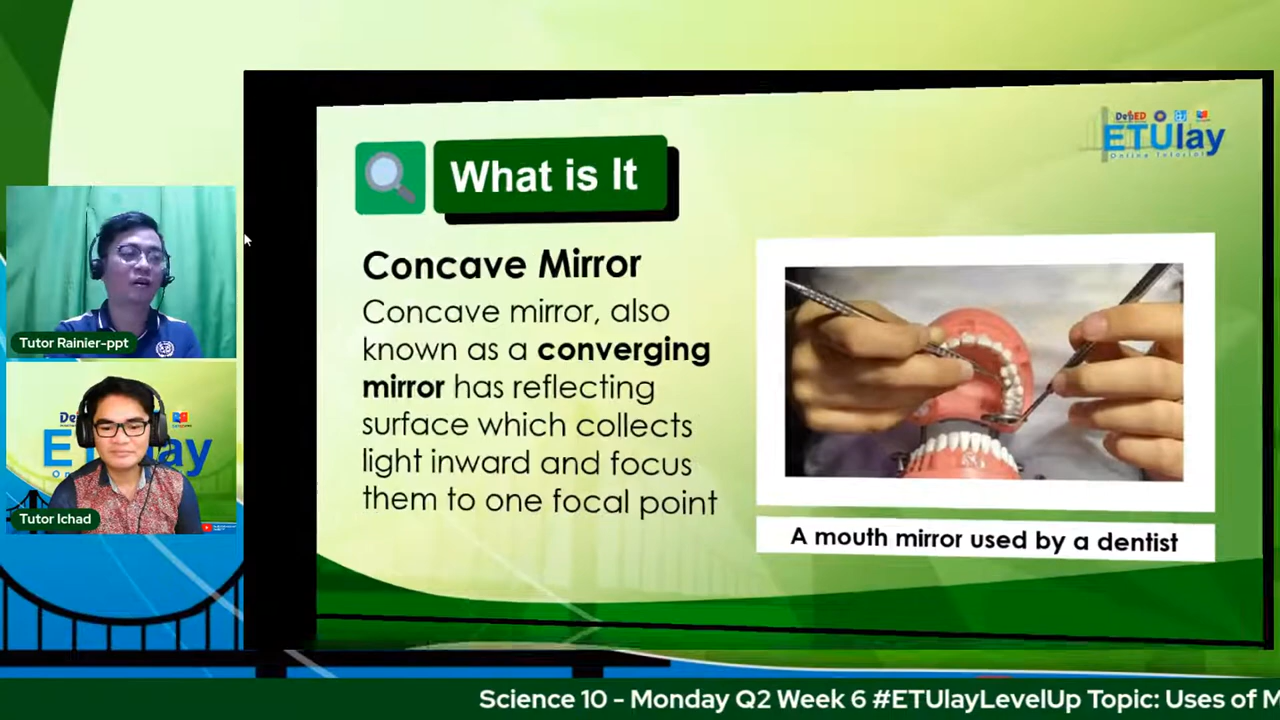 DepED
ETUlay
Online Tutorial
What is It
Concave Mirror
Concave mirror, also
known as a converging
mirror has reflecting
surface which collects
light inward and focus
them to one focal point
A mouth mirror used by a dentist
Tutor Rainier-ppt
Tutor Ichad
Science 10 - Monday Q2 Week 6 #ETUlayLevelUp Topic: Uses of M